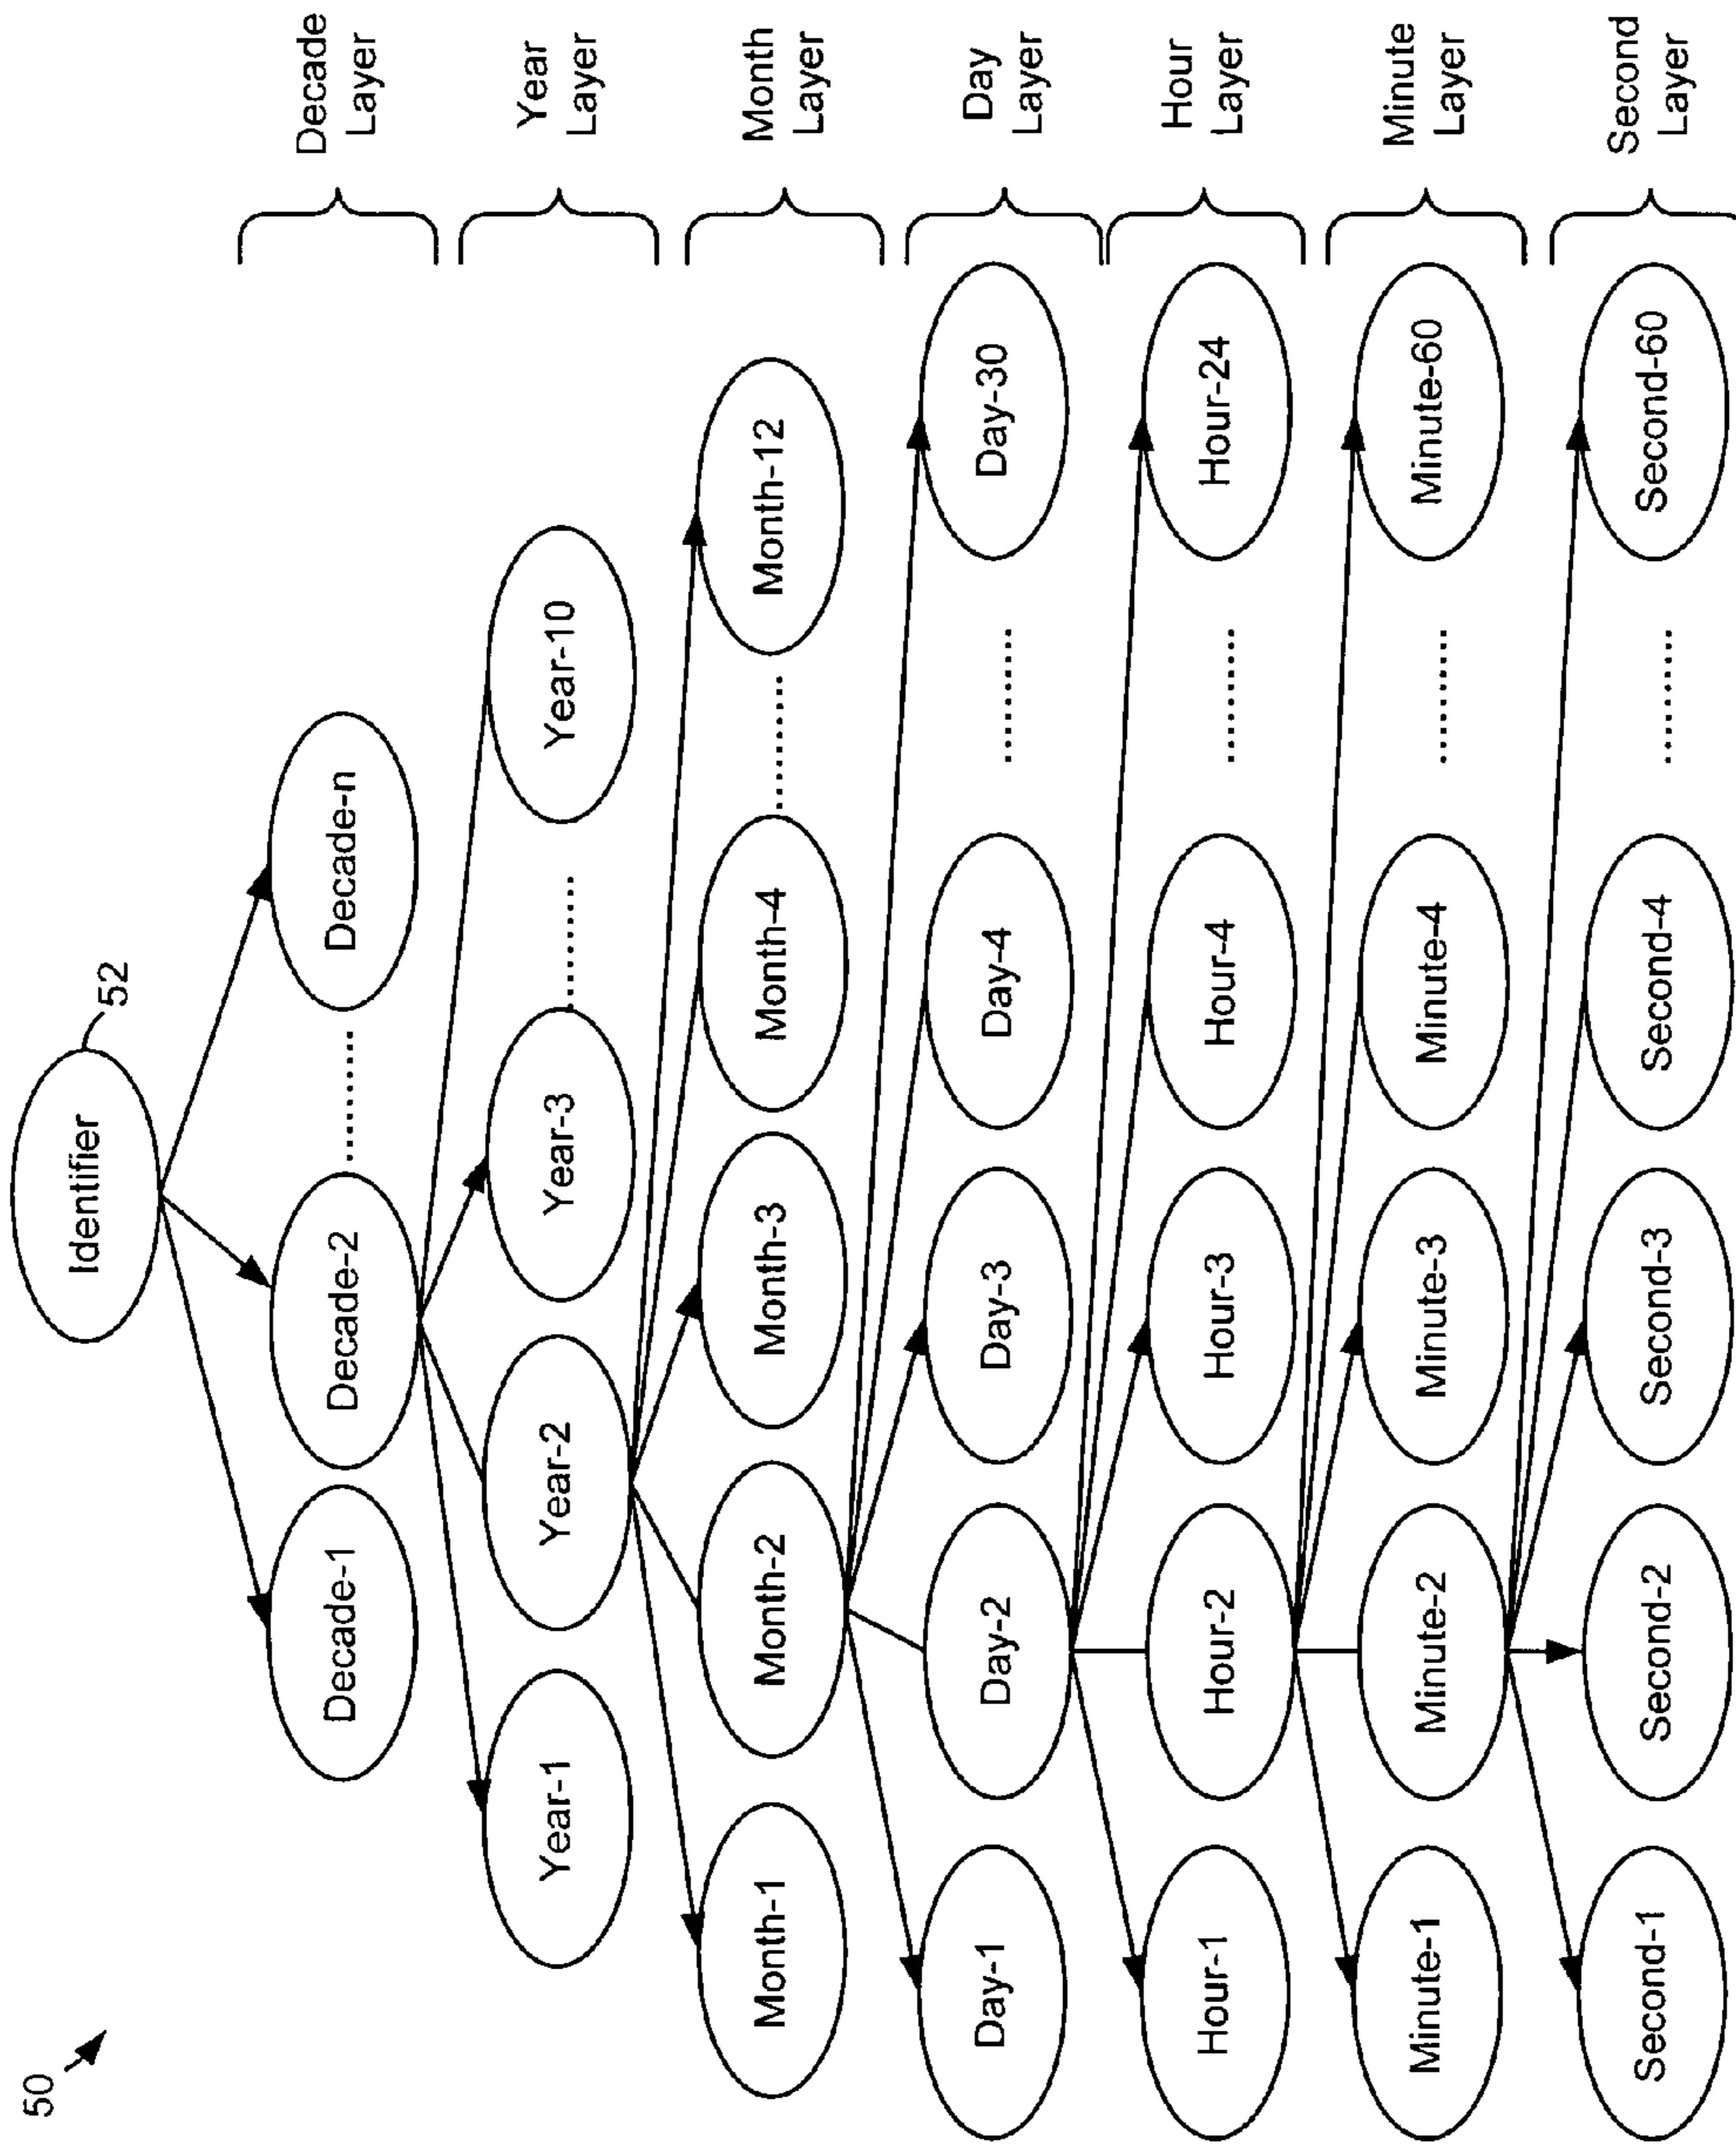 50
Identifier
52
Decade-1
Decade-2
...........
Decade-n
Decade
Layer
Year-1
Year-2
Year-3
...........
Year-10
Year
Layer
Month-1
Month-2
Month-3
Month-4
...........
Month-12
Month
Layer
Day-1
Day-2
Day-3
Day-4
...........
Day-30
Day
Layer
Hour-1
Hour-2
Hour-3
Hour-4
...........
Hour-24
Hour
Layer
Minute-1
Minute-2
Minute-3
Minute-4
...........
Minute-60
Minute
Layer
Second-1
Second-2
Second-3
Second-4
...........
Second-60
Second
Layer